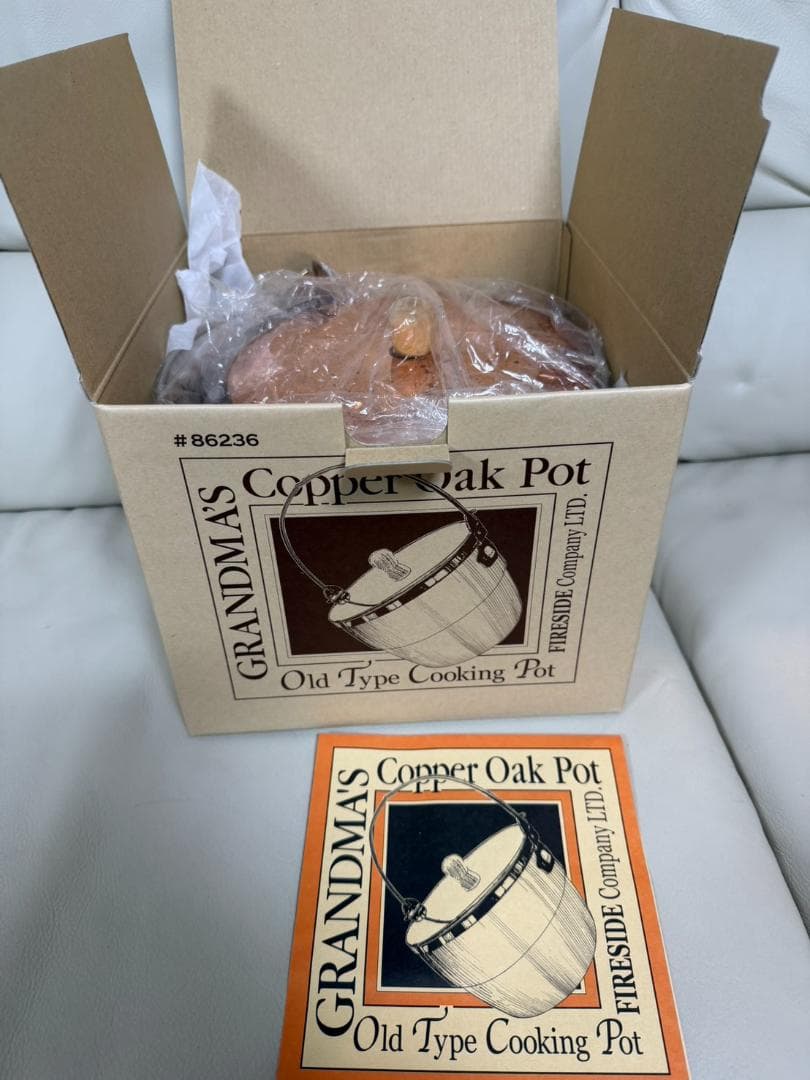 #86236
GRANDMA'S
Copper Oak Pot
FIRESIDE Company LTD.
Old Type Cooking Pot
GRANDMA'S
Copper Oak Pot
FIRESIDE Company LTD.
Old Type Cooking Pot